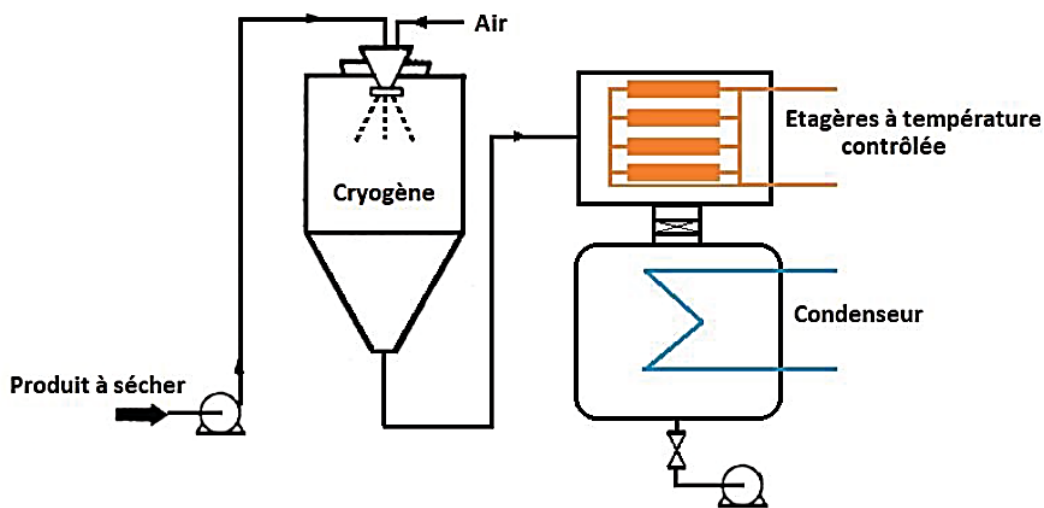 Air
Etagères à température
contrôlée
Cryogène
Condenseur
Produit à sécher